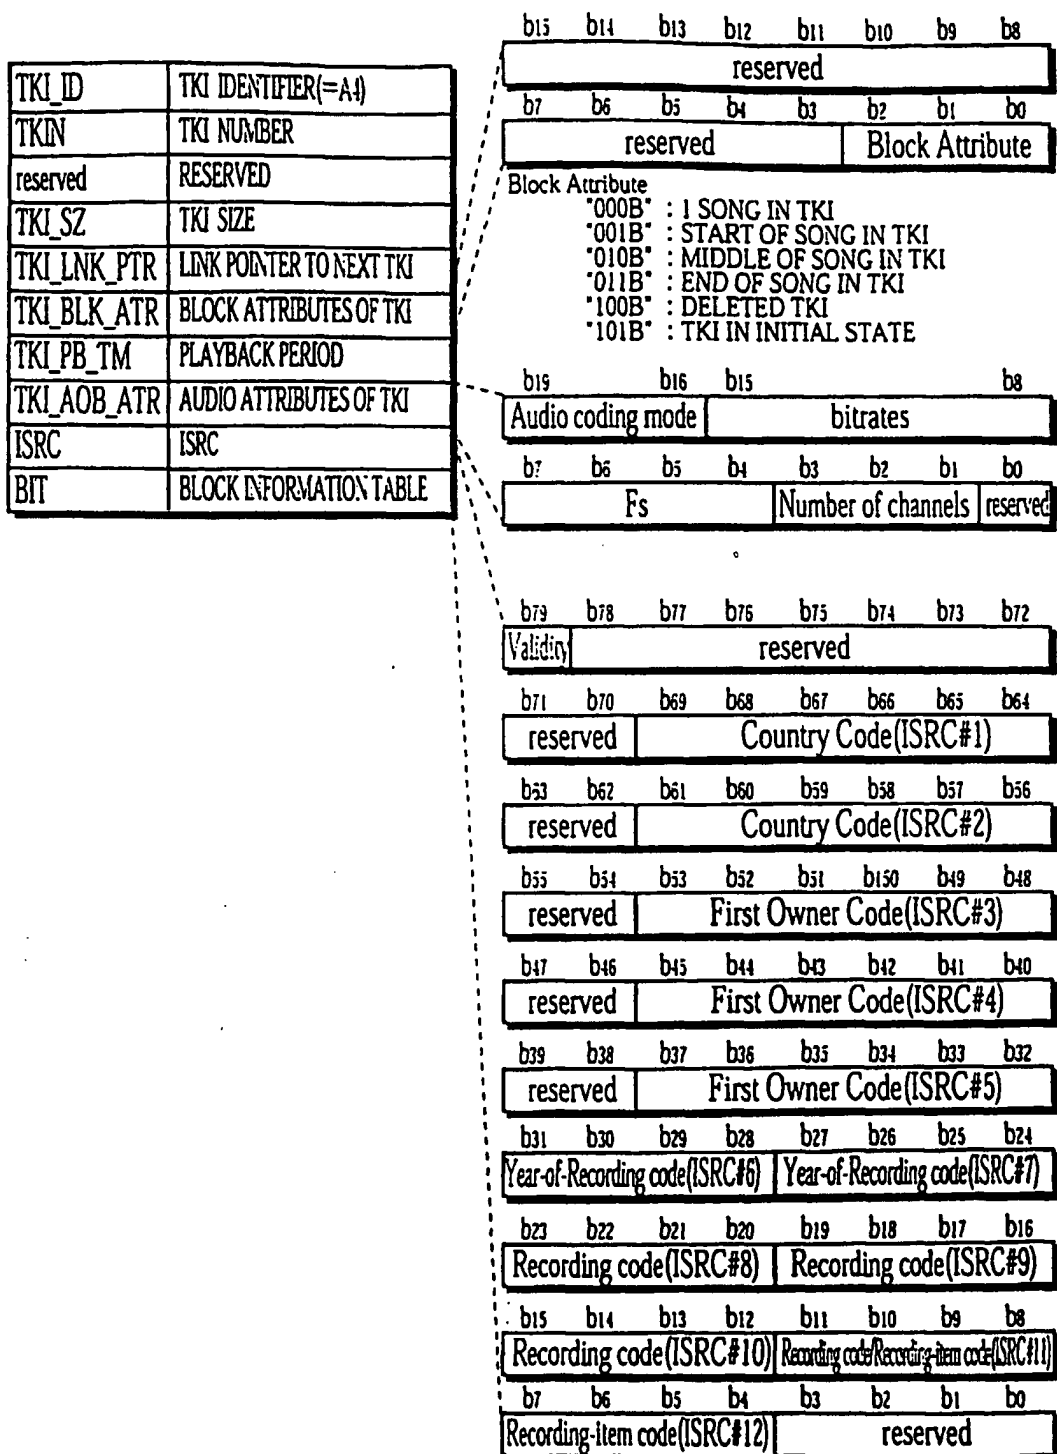 TKI_ID TKI IDENTIFIER(=A4)
TKIN TKI NUMBER
reserved RESERVED
TKI_SZ TKI SIZE
TKI_LNK_PTR LINK POINTER TO NEXT TKI
TKI_BLK_ATR BLOCK ATTRIBUTES OF TKI
TKI_PB_TM PLAYBACK PERIOD
TKI_AOB_ATR AUDIO ATTRIBUTES OF TKI
ISRC ISRC
BIT BLOCK INFORMATION TABLE
b15 b14 b13 b12 b11 b10 b9 b8
reserved
b7 b6 b5 b4 b3 b2 b1 b0
reserved Block Attribute
Block Attribute
"000B" : 1 SONG IN TKI
"001B" : START OF SONG IN TKI
"010B" : MIDDLE OF SONG IN TKI
"011B" : END OF SONG IN TKI
"100B" : DELETED TKI
"101B" : TKI IN INITIAL STATE
b19 b16 b15 b8
Audio coding mode bitrates
b7 b6 b5 b4 b3 b2 b1 b0
Fs Number of channels reserved
b79 b78 b77 b76 b75 b74 b73 b72
Validity reserved
b71 b70 b69 b68 b67 b66 b65 b64
reserved Country Code(ISRC#1)
b53 b62 b61 b60 b59 b58 b57 b56
reserved Country Code(ISRC#2)
b55 b54 b53 b52 b51 b150 b49 b48
reserved First Owner Code(ISRC#3)
b47 b46 b45 b44 b43 b42 b41 b40
reserved First Owner Code(ISRC#4)
b39 b38 b37 b36 b35 b34 b33 b32
reserved First Owner Code(ISRC#5)
b31 b30 b29 b28 b27 b26 b25 b24
Year-of-Recording code(ISRC#6) Year-of-Recording code(ISRC#7)
b23 b22 b21 b20 b19 b18 b17 b16
Recording code(ISRC#8) Recording code(ISRC#9)
b15 b14 b13 b12 b11 b10 b9 b8
Recording code(ISRC#10) Recording code/Recording-item code(ISRC#11)
b7 b6 b5 b4 b3 b2 b1 b0
Recording-item code(ISRC#12) reserved